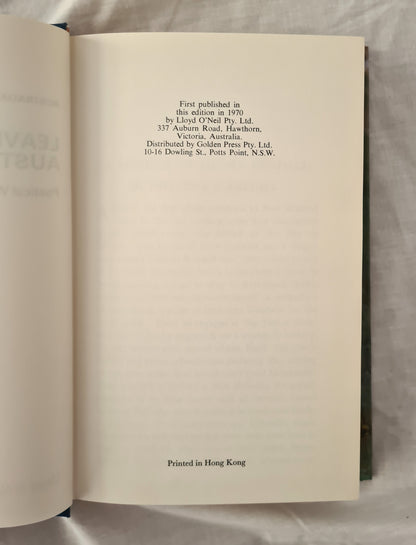 First published in
this edition in 1970
by Lloyd O'Neil Pty. Ltd.
337 Auburn Road, Hawthorn,
Victoria, Australia.
Distributed by Golden Press Pty. Ltd.
10-16 Dowling St., Potts Point, N.S.W.
Printed in Hong Kong